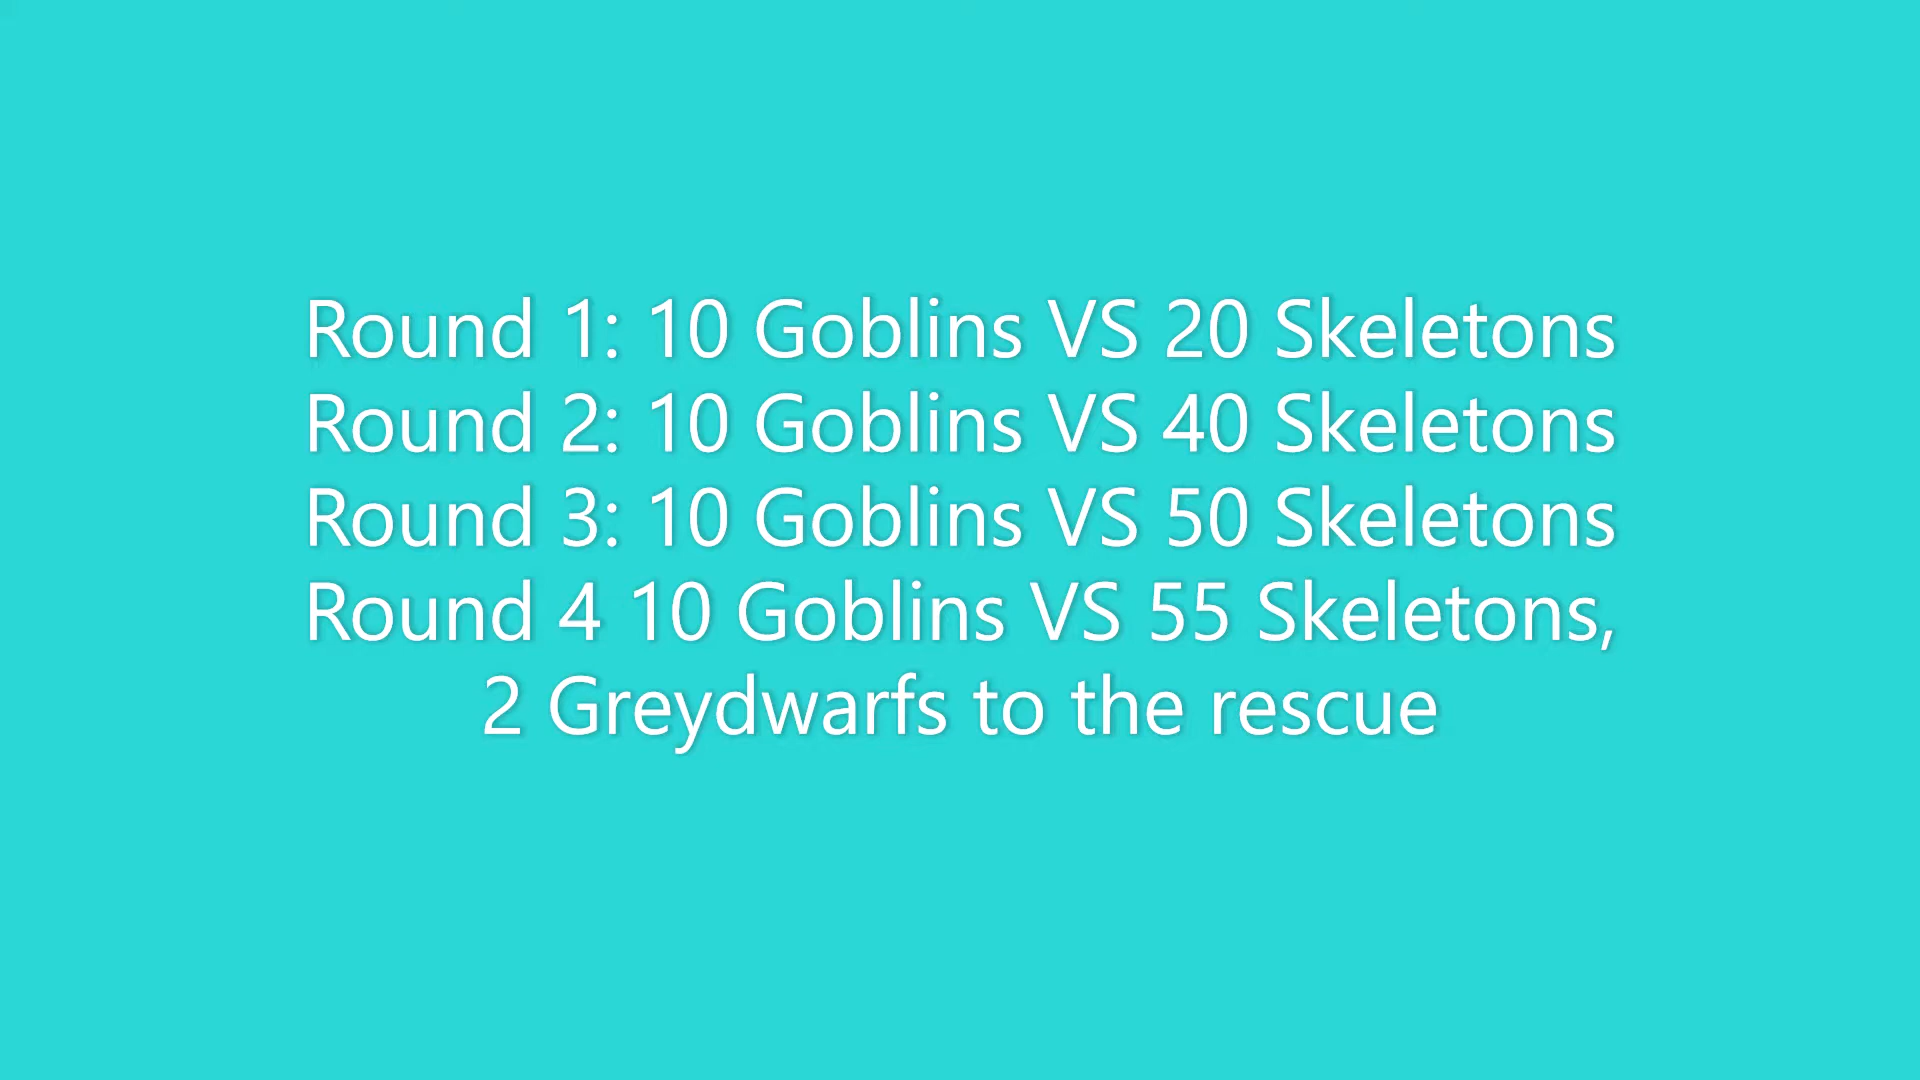 Round 1: 10 Goblins VS 20 Skeletons
Round 2: 10 Goblins VS 40 Skeletons
Round 3: 10 Goblins VS 50 Skeletons
Round 4 10 Goblins VS 55 Skeletons,
2 Greydwarfs to the rescue